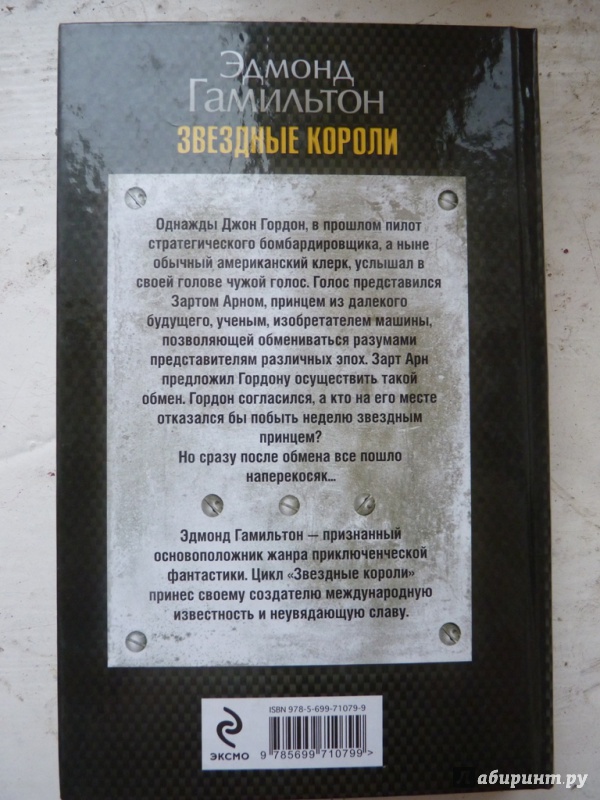 Эдмонд
Гамильтон
ЗВЕЗДНЫЕ КОРОЛИ
Однажды Джон Гордон, в прошлом пилот
стратегического бомбардировщика, а ныне
обычный американский клерк, услышал в
своей голове чужой голос. Голос представился
Зартом Арном, принцем из далекого
будущего, ученым, изобретателем машины,
позволяющей обмениваться разумами
представителям различных эпох. Зарт Арн
предложил Гордону осуществить такой
обмен. Гордон согласился, а кто на его месте
отказался бы побыть неделю звездным
принцем?
Но сразу после обмена все пошло
наперекосяк...
Эдмонд Гамильтон — признанный
основоположник жанра приключенческой
фантастики. Цикл «Звездные короли»
принес своему создателю международную
известность и неувядающую славу.
ISBN 978-5-699-71079-9
ЭКСМО
9 785699 710799 >
Лабиринт.ру